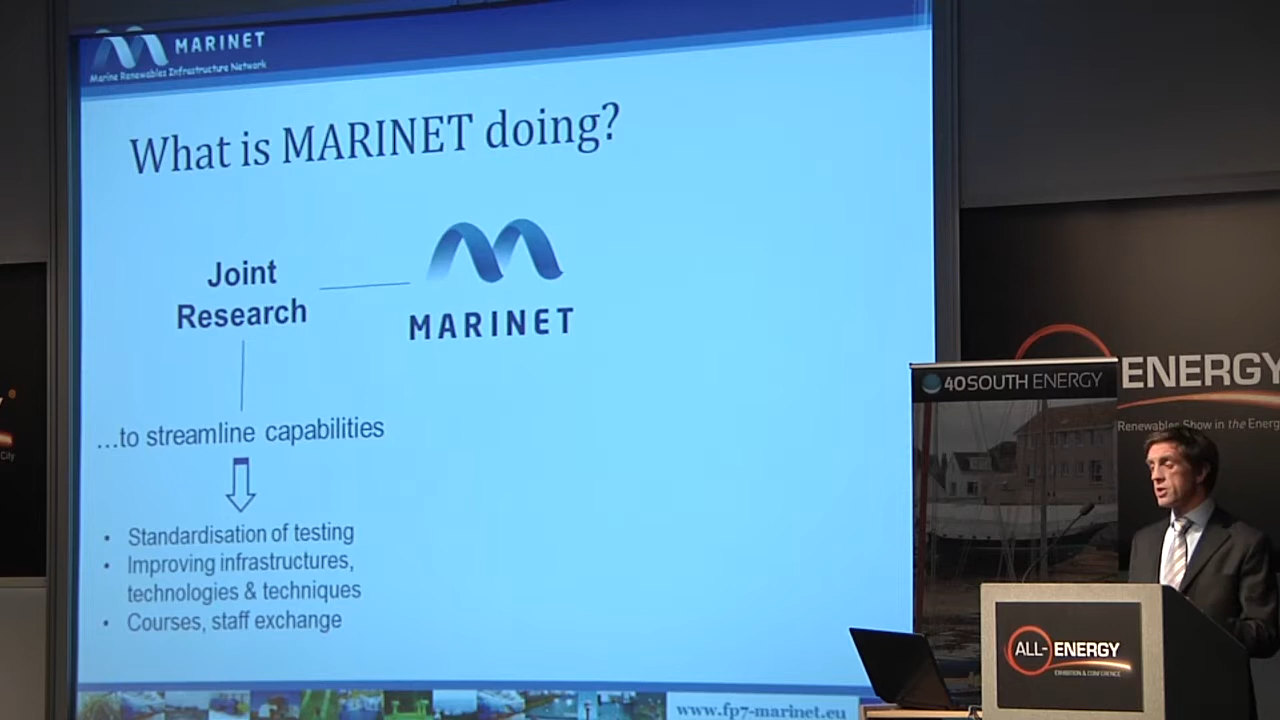 MARINET
Marine Renewables Infrastructure Network
What is MARINET doing?
Joint
Research
MARINET
...to streamline capabilities
• Standardisation of testing
• Improving infrastructures,
technologies & techniques
• Courses, staff exchange
www.fp7-marinet.eu
40SOUTH ENERGY
ENERGY
Renewables Show in the Energ
ALL-ENERGY
EXHIBITION & CONFERENCE
City